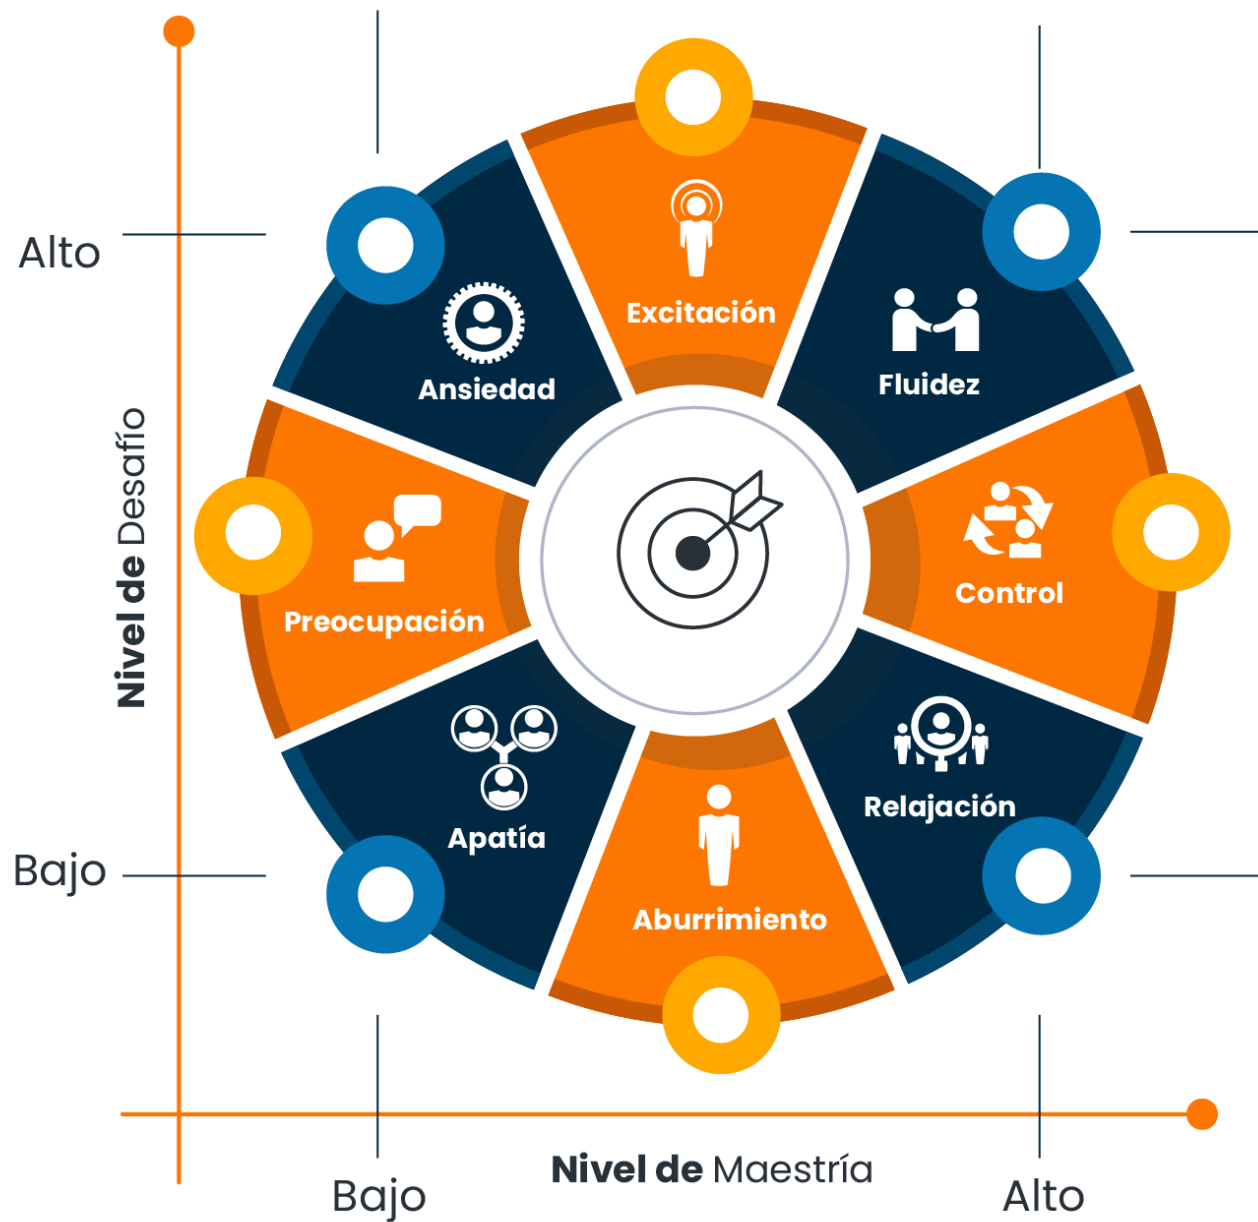 Alto
Excitación
Ansiedad
Fluidez
Nivel de Desafío
Preocupación
Control
Apatía
Relajación
Bajo
Aburrimiento
Nivel de Maestría
Bajo
Alto